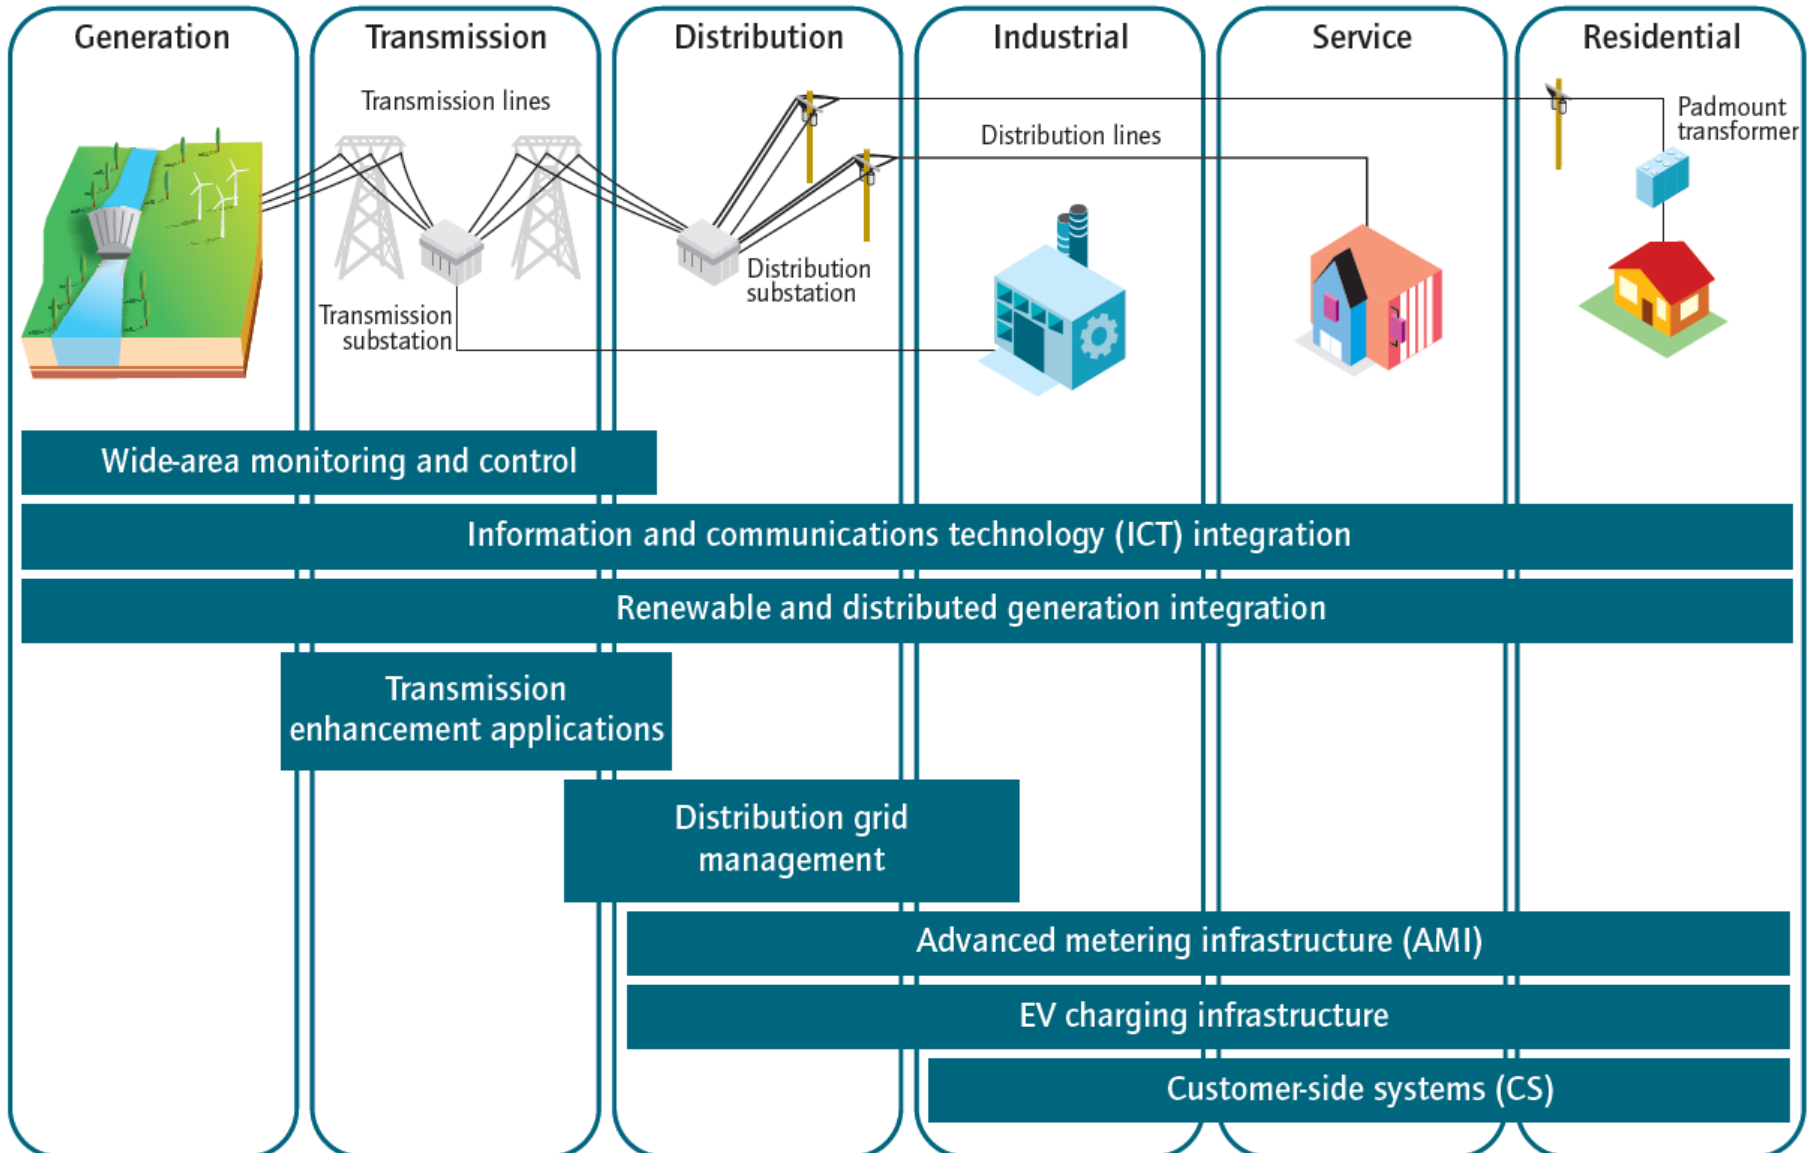 Generation
Transmission
Distribution
Industrial
Service
Residential
Transmission lines
Padmount
transformer
Distribution lines
Distribution
substation
Transmission
substation
Wide-area monitoring and control
Information and communications technology (ICT) integration
Renewable and distributed generation integration
Transmission
enhancement applications
Distribution grid
management
Advanced metering infrastructure (AMI)
EV charging infrastructure
Customer-side systems (CS)